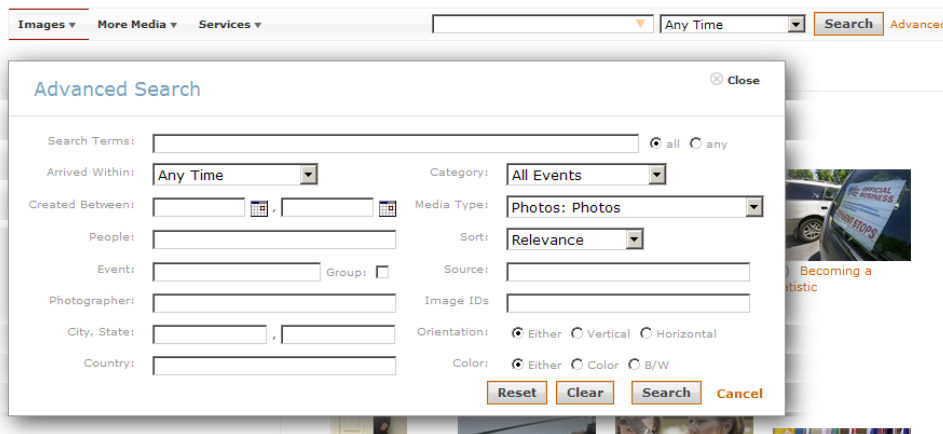 Images ▾ More Media ▾ Services ▾ Any Time Search Advanced
Advanced Search Close
Search Terms: all any
Arrived Within: Any Time Category: All Events
Created Between: , Media Type: Photos: Photos
People: Sort: Relevance
Event: Group: Source:
Photographer: Image IDs
City, State: , Orientation: Either Vertical Horizontal
Country: Color: Either Color B/W
Reset Clear Search Cancel
OFFICIAL
BUSINESS
STOPS
Becoming a